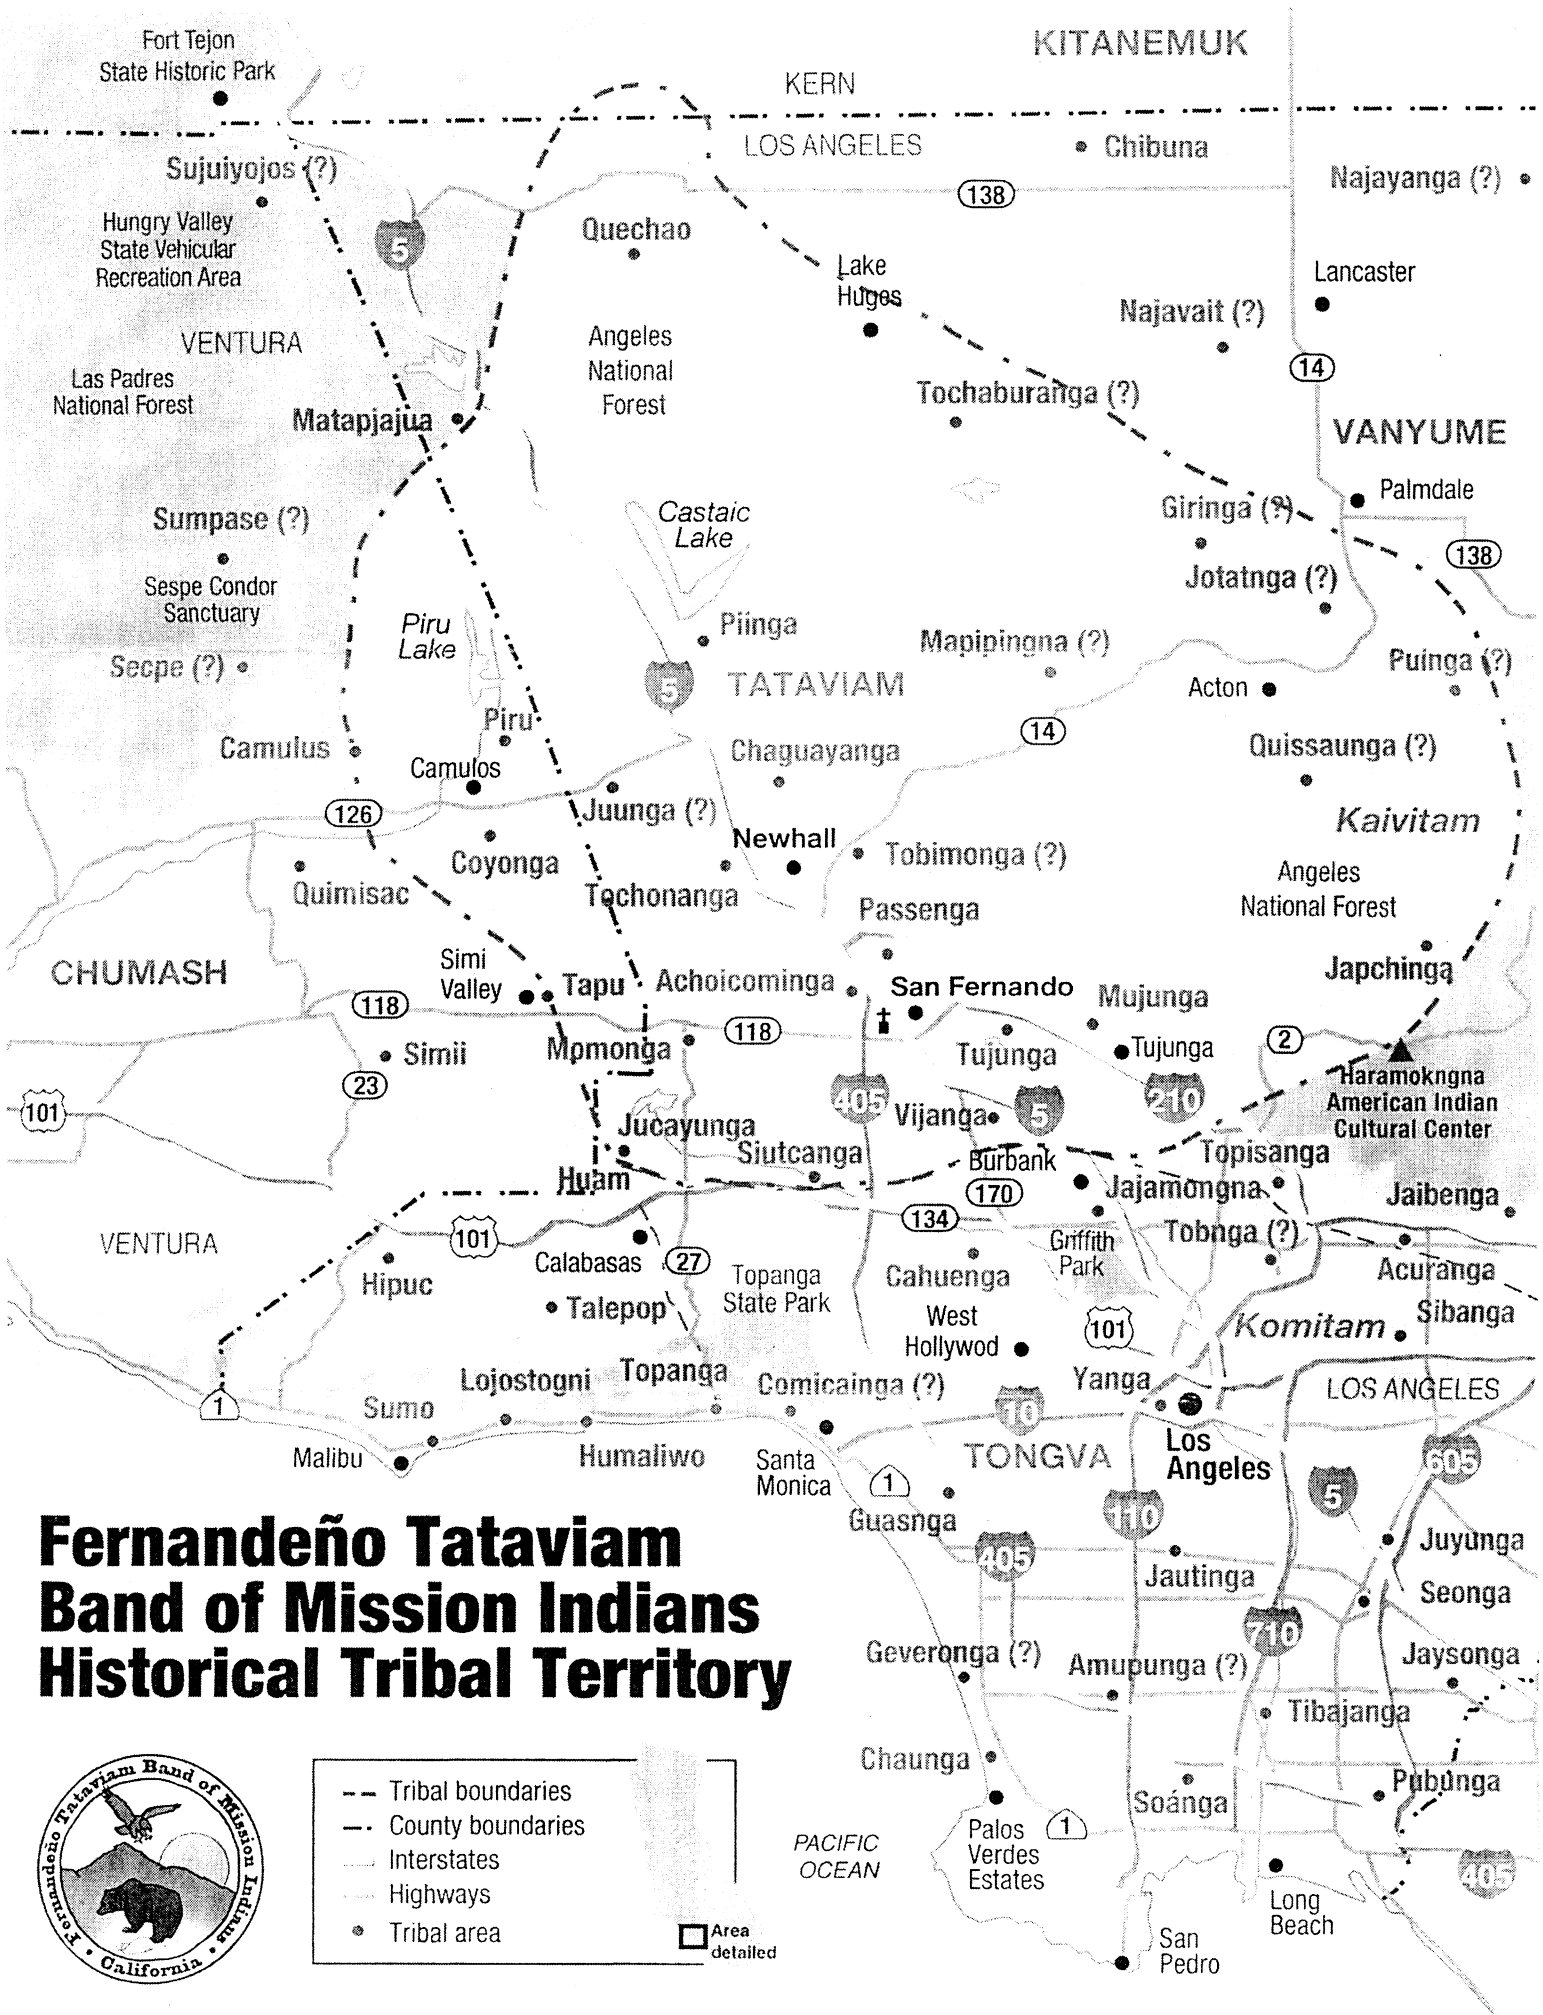 Fort Tejon
State Historic Park
KITANEMUK
KERN
LOS ANGELES
Chibuna
Sujuiyojos (?)
Najayanga (?)
138
Hungry Valley
State Vehicular
Recreation Area
5
Quechao
Lake
Huges
Lancaster
Najavait (?)
VENTURA
Angeles
National
Forest
14
Las Padres
National Forest
Tochaburanga (?)
Matapjajua
VANYUME
Palmdale
Sumpase (?)
Castaic
Lake
Giringa (?)
138
Sespe Condor
Sanctuary
Jotatnga (?)
Piru
Lake
Piinga
Mapipingna (?)
Secpe (?)
5
TATAVIAM
Puinga (?)
Acton
Piru
14
Camulus
Chaguayanga
Quissaunga (?)
Camulos
126
Juunga (?)
Kaivitam
Newhall
Coyonga
Tobimonga (?)
Angeles
National Forest
Quimisac
Tochonanga
Passenga
CHUMASH
Simi
Valley
Tapu
Achoicominga
Japchinga
San Fernando
Mujunga
118
118
2
Simii
Momonga
Tujunga
Tujunga
23
Haramokngna
American Indian
Cultural Center
101
405
Vijanga
5
210
Jucayunga
Siutcanga
Burbank
Topisanga
Huam
170
Jajamongna
Jaibenga
134
101
Tobnga (?)
VENTURA
Calabasas
27
Griffith
Park
Hipuc
Topanga
State Park
Cahuenga
Acuranga
Talepop
West
Hollywod
101
Komitam
Sibanga
Lojostogni
Topanga
Comicainga (?)
Yanga
LOS ANGELES
1
Sumo
10
Malibu
Humaliwo
Santa
Monica
TONGVA
Los
Angeles
605
1
5
Guasnga
110
Fernandeño Tataviam
Band of Mission Indians
Historical Tribal Territory
405
Juyunga
Jautinga
Seonga
710
Geveronga (?)
Amupunga (?)
Jaysonga
Tibajanga
Chaunga
Pubunga
Soánga
Palos
Verdes
Estates
1
PACIFIC
OCEAN
405
Long
Beach
San
Pedro
Fernandeño Tataviam Band of Mission Indians
• California •
Tribal boundaries
County boundaries
Interstates
Highways
Tribal area
Area
detailed